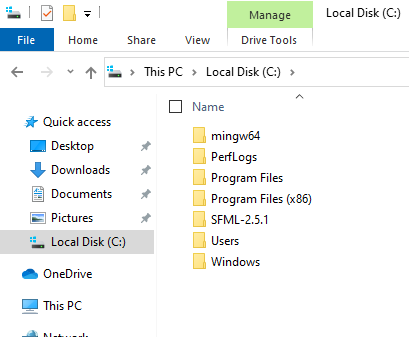 Manage
Local Disk (C:)
File
Home
Share
View
Drive Tools
This PC
Local Disk (C:)
Name
Quick access
Desktop
Downloads
Documents
Pictures
Local Disk (C:)
OneDrive
This PC
Network
mingw64
PerfLogs
Program Files
Program Files (x86)
SFML-2.5.1
Users
Windows